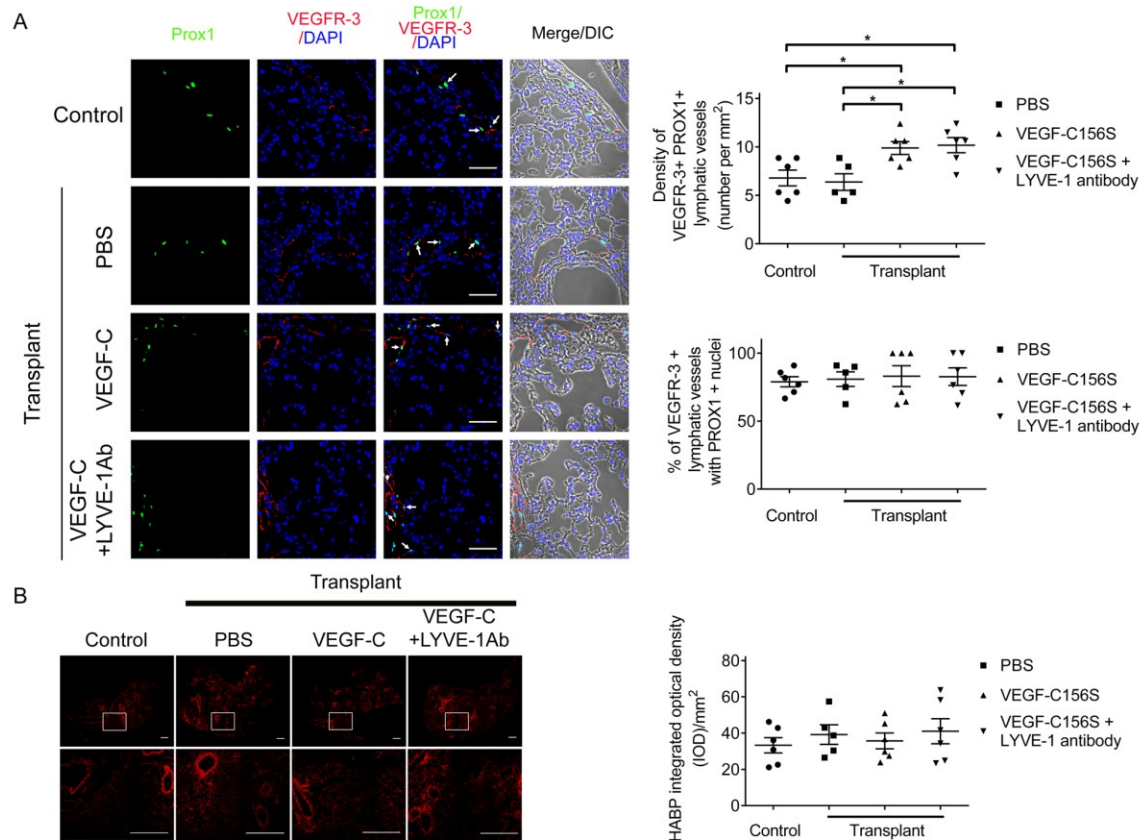 A
Prox1
VEGFR-3
/DAPI
Prox1/
VEGFR-3
/DAPI
Merge/DIC
Control
Transplant
PBS
VEGF-C
VEGF-C
+LYVE-1Ab
Density of
VEGFR-3+ PROX1+
lymphatic vessels
(number per mm²)
15
10
5
0
* 
*
*
*
Control
Transplant
PBS
VEGF-C156S
VEGF-C156S +
LYVE-1 antibody
% of VEGFR-3 +
lymphatic vessels
with PROX1 + nuclei
100
50
0
Control
Transplant
PBS
VEGF-C156S
VEGF-C156S +
LYVE-1 antibody
B
Transplant
Control
PBS
VEGF-C
VEGF-C
+LYVE-1Ab
HABP integrated optical density
(IOD)/mm²
80
60
40
20
0
Control
Transplant
PBS
VEGF-C156S
VEGF-C156S +
LYVE-1 antibody